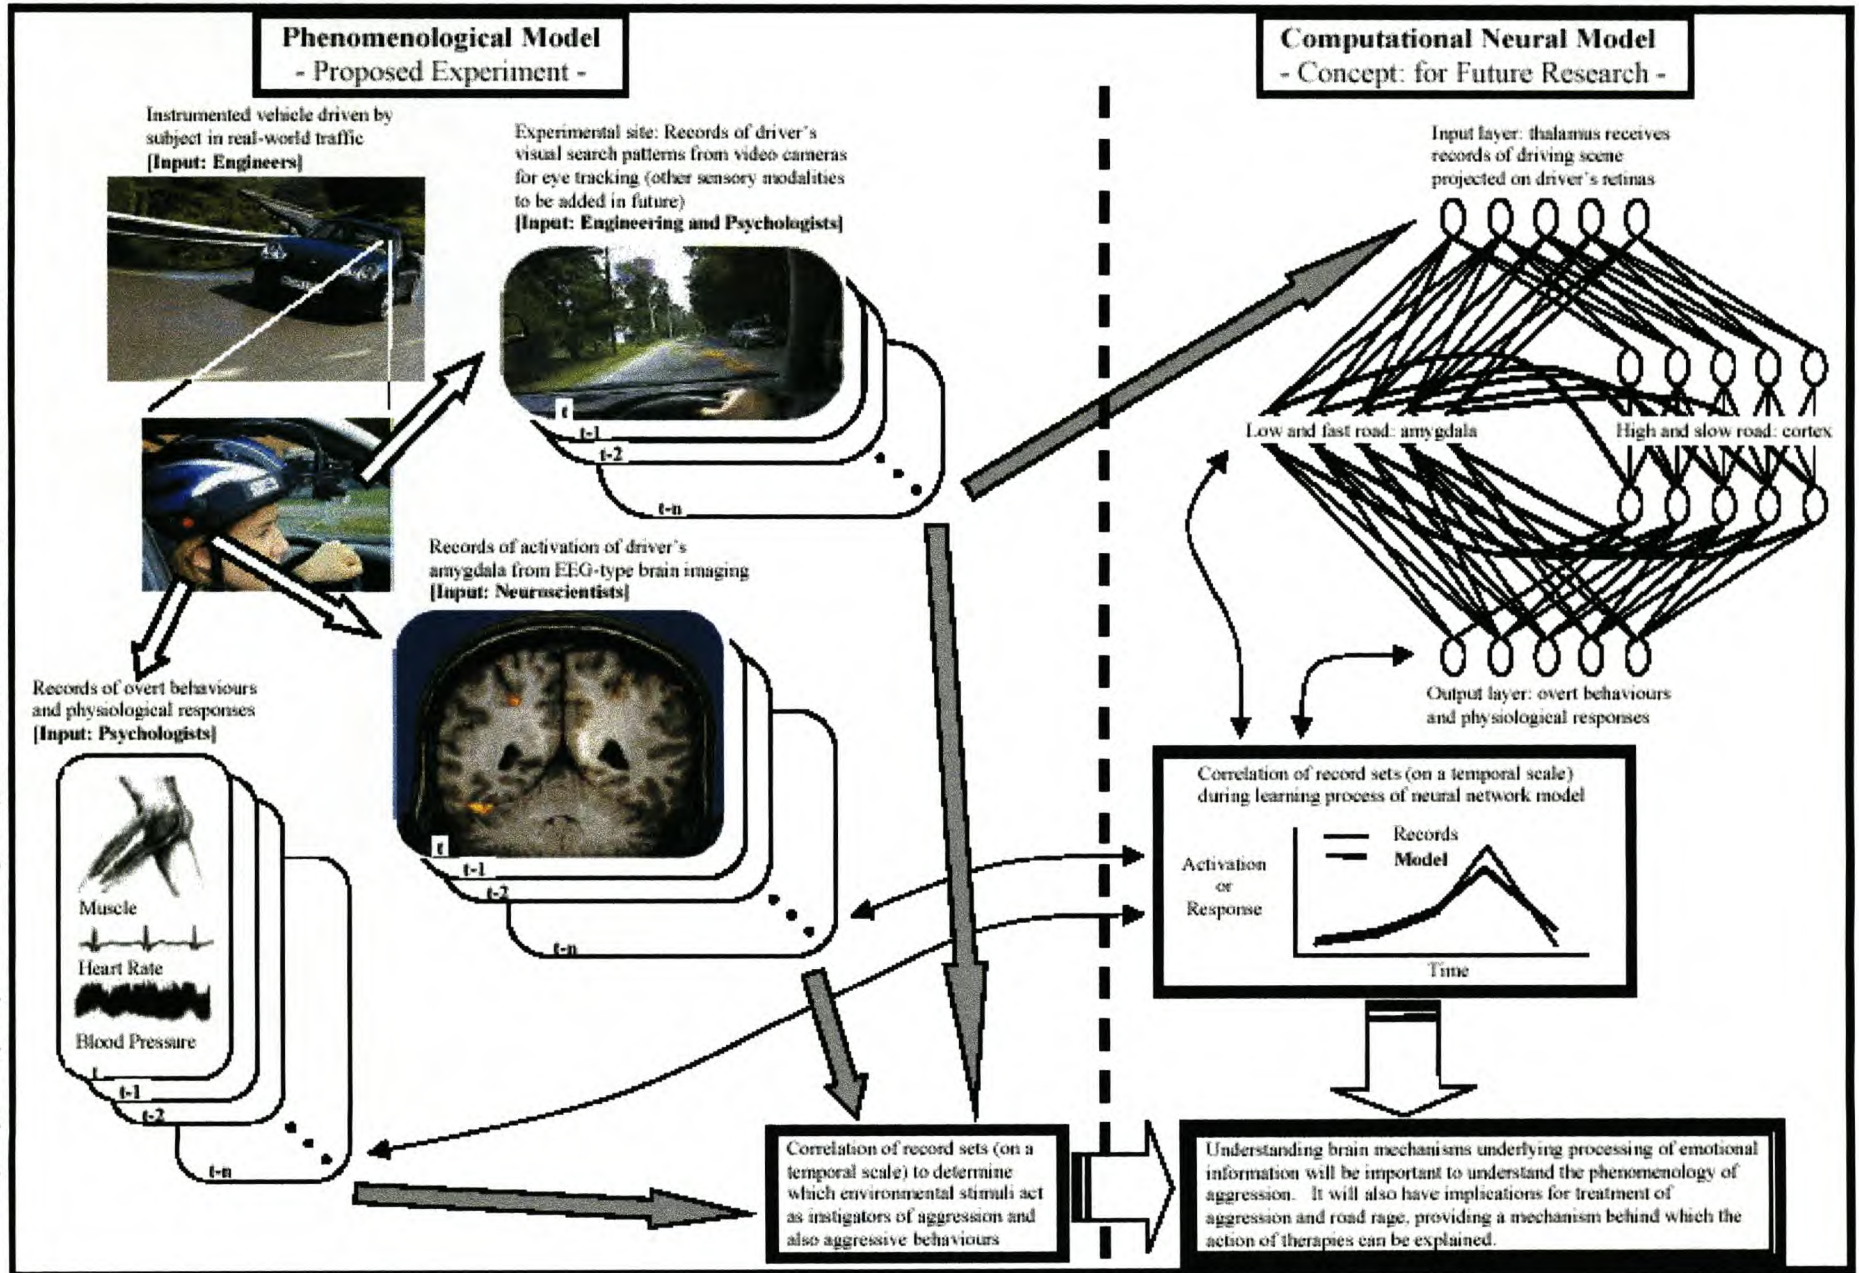 Phenomenological Model
- Proposed Experiment -
Instrumented vehicle driven by
subject in real-world traffic
[Input: Engineers]
Experimental site: Records of driver's
visual search patterns from video cameras
for eye tracking (other sensory modalities
to be added in future)
[Input: Engineering and Psychologists]
t
t-1
t-2
t-n
Records of activation of driver's
amygdala from EEG-type brain imaging
[Input: Neuroscientists]
t
t-1
t-2
t-n
Records of overt behaviours
and physiological responses
[Input: Psychologists]
Muscle
Heart Rate
Blood Pressure
t
t-1
t-2
t-n
Correlation of record sets (on a
temporal scale) to determine
which environmental stimuli act
as instigators of aggression and
also aggressive behaviours
Computational Neural Model
- Concept: for Future Research -
Input layer: thalamus receives
records of driving scene
projected on driver's retinas
Low and fast road: amygdala
High and slow road: cortex
Output layer: overt behaviours
and physiological responses
Correlation of record sets (on a temporal scale)
during learning process of neural network model
Records
Model
Activation
or
Response
Time
Understanding brain mechanisms underlying processing of emotional
information will be important to understand the phenomenology of
aggression. It will also have implications for treatment of
aggression and road rage, providing a mechanism behind which the
action of therapies can be explained.